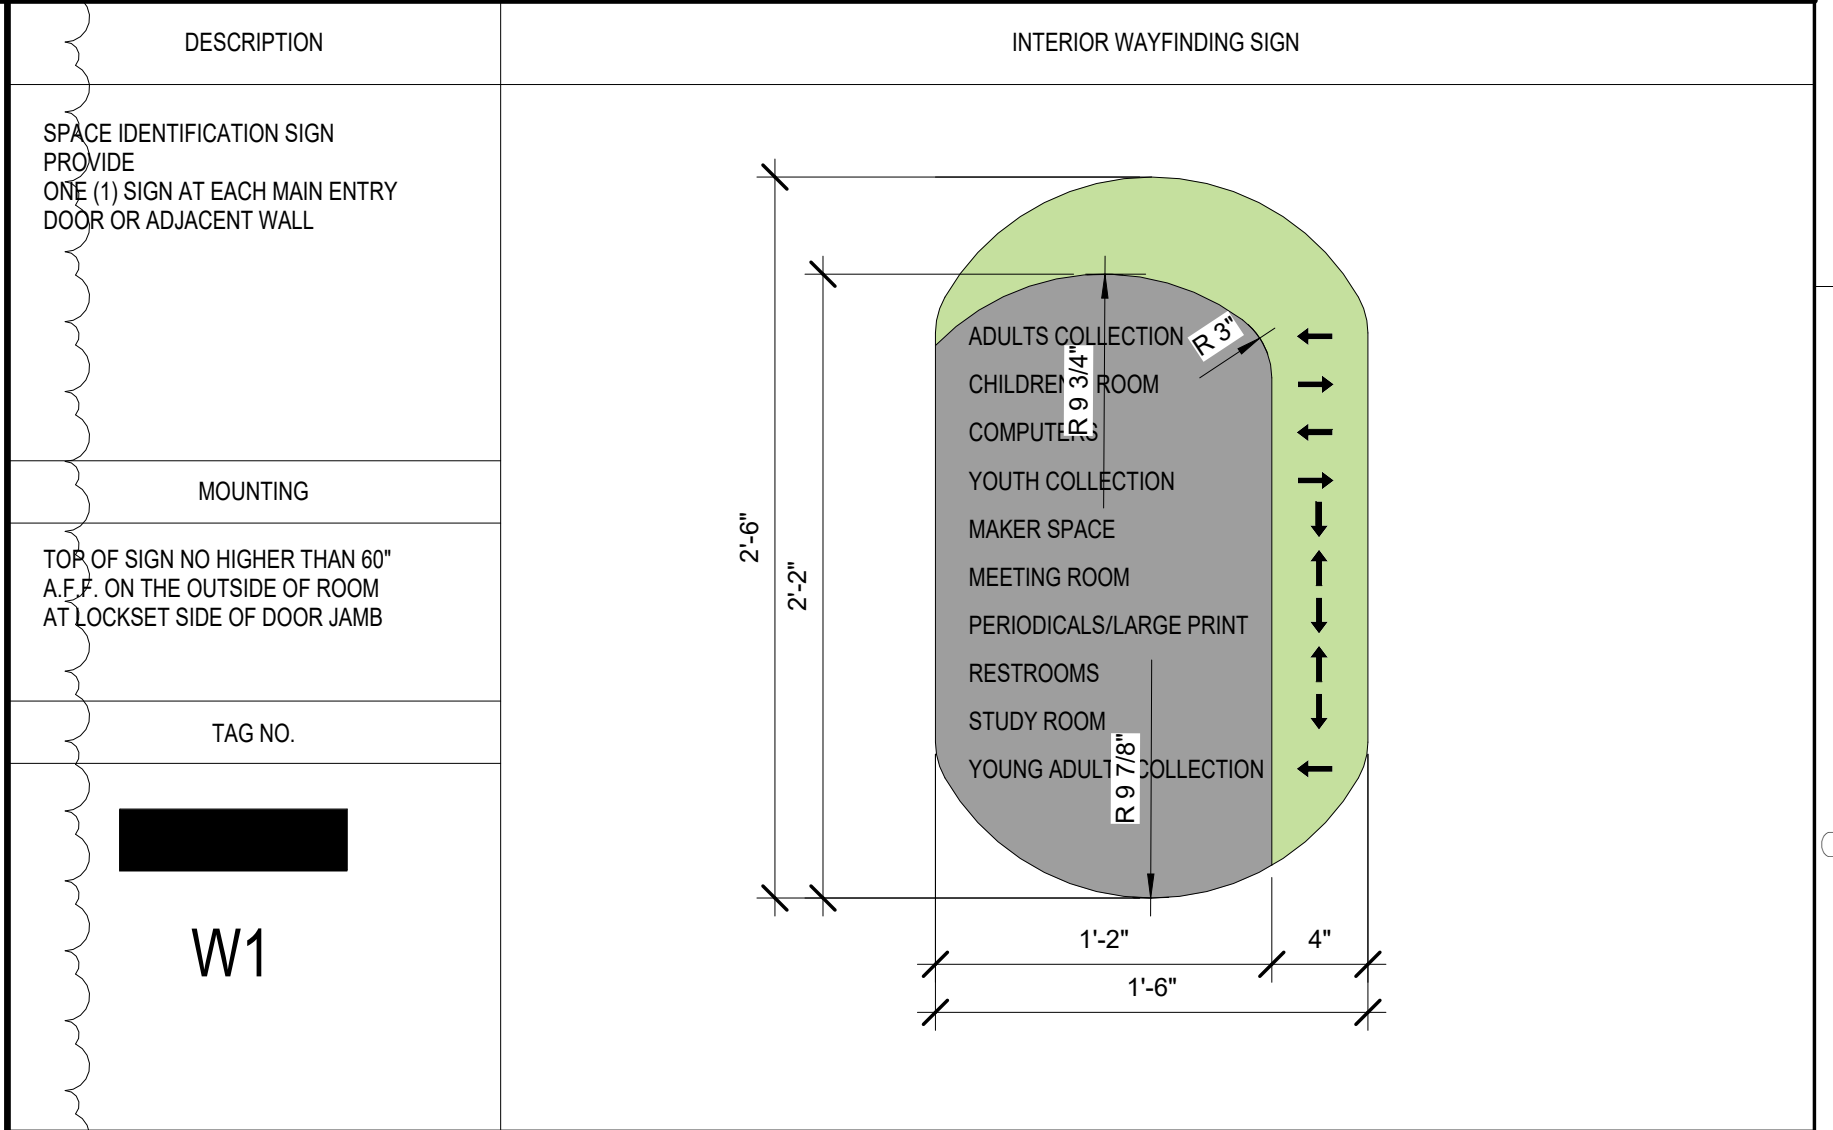 DESCRIPTION
INTERIOR WAYFINDING SIGN
SPACE IDENTIFICATION SIGN
PROVIDE
ONE (1) SIGN AT EACH MAIN ENTRY
DOOR OR ADJACENT WALL
MOUNTING
TOP OF SIGN NO HIGHER THAN 60"
A.F.F. ON THE OUTSIDE OF ROOM
AT LOCKSET SIDE OF DOOR JAMB
TAG NO.
W1
2'-6"
2'-2"
ADULTS COLLECTION
R 3"
R 9 3/4"
ROOM
COMPUTERS
YOUTH COLLECTION
MAKER SPACE
MEETING ROOM
PERIODICALS/LARGE PRINT
RESTROOMS
STUDY ROOM
R 9 7/8"
YOUNG COLLECTION
1'-2"
4"
1'-6"